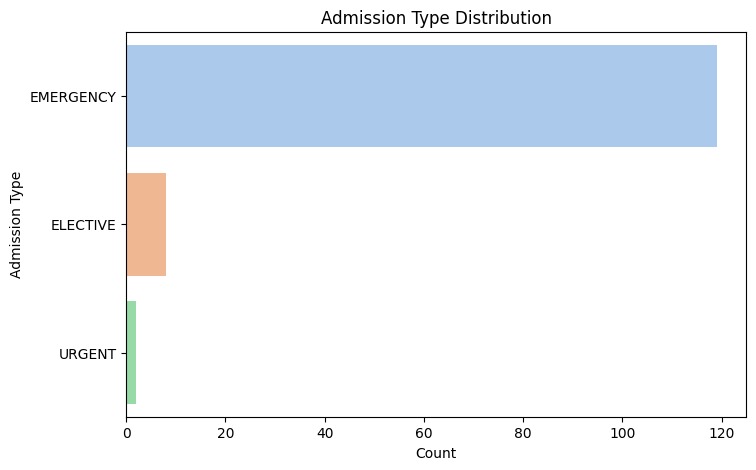 Admission Type Distribution
EMERGENCY
ELECTIVE
URGENT
Admission Type
0 20 40 60 80 100 120
Count